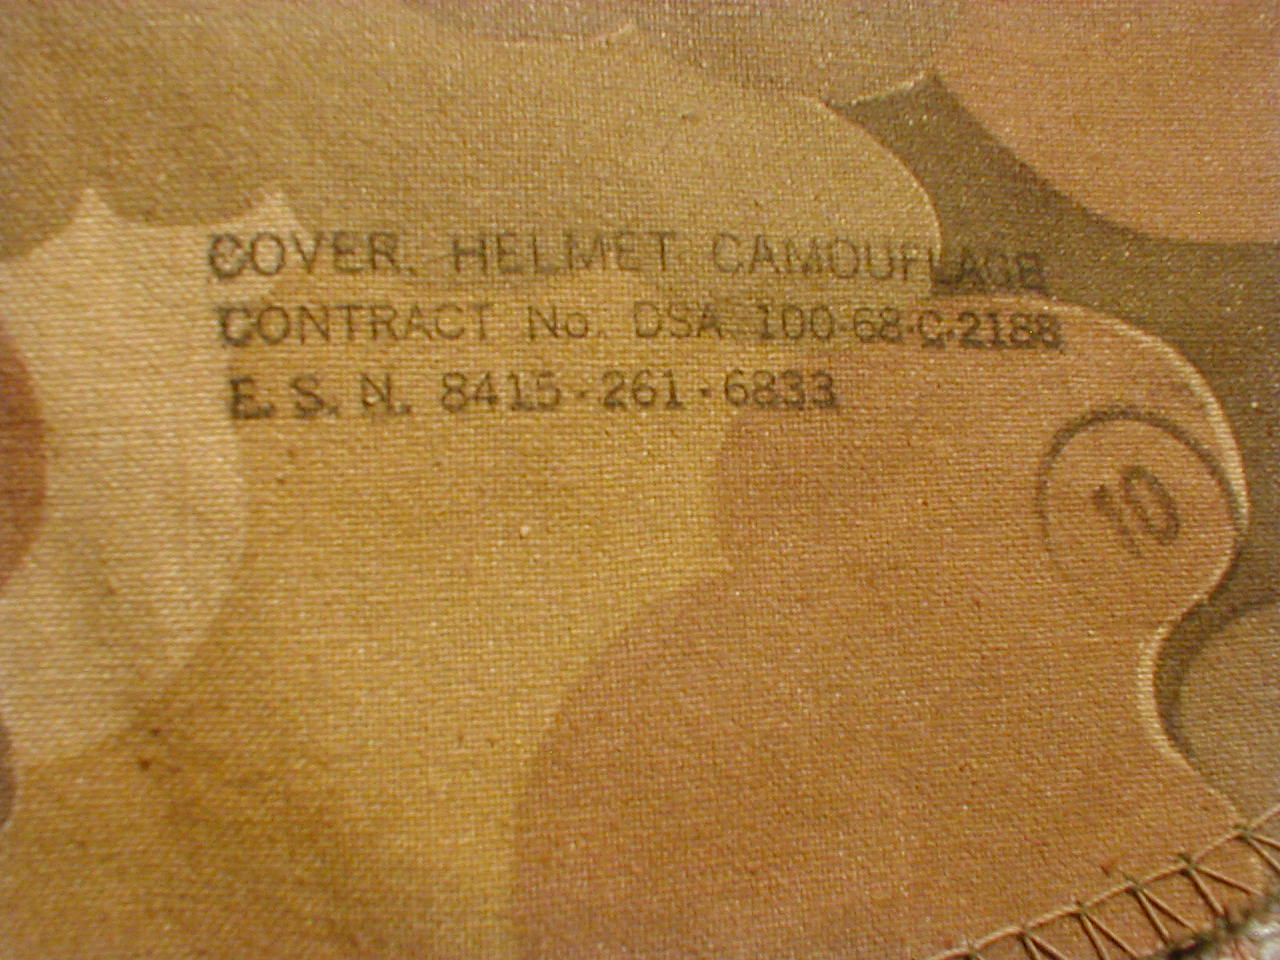 COVER, HELMET CAMOUFLAGE
CONTRACT No. DSA 100-68-C-2188
F. S. N. 8415-261-6833
10